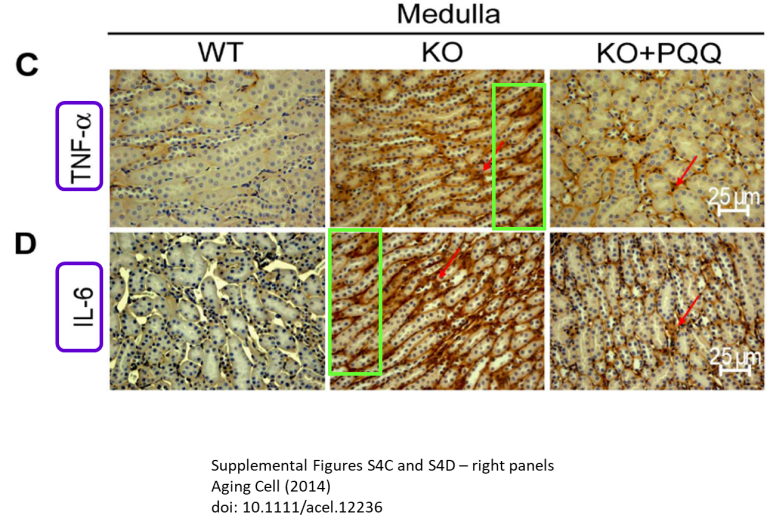 Medulla
WT KO KO+PQQ
C
TNF-α
25 µm
D
IL-6
25 µm
Supplemental Figures S4C and S4D – right panels
Aging Cell (2014)
doi: 10.1111/acel.12236